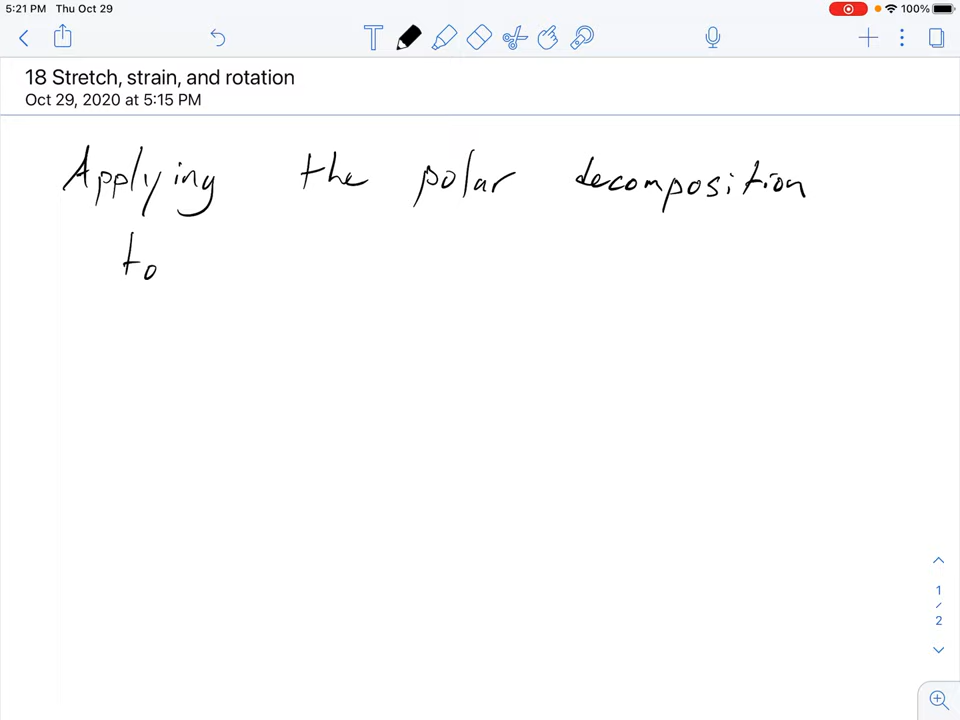 5:21 PM Thu Oct 29 100%
18 Stretch, strain, and rotation
Oct 29, 2020 at 5:15 PM
Applying the polar decomposition
to
1
/
2